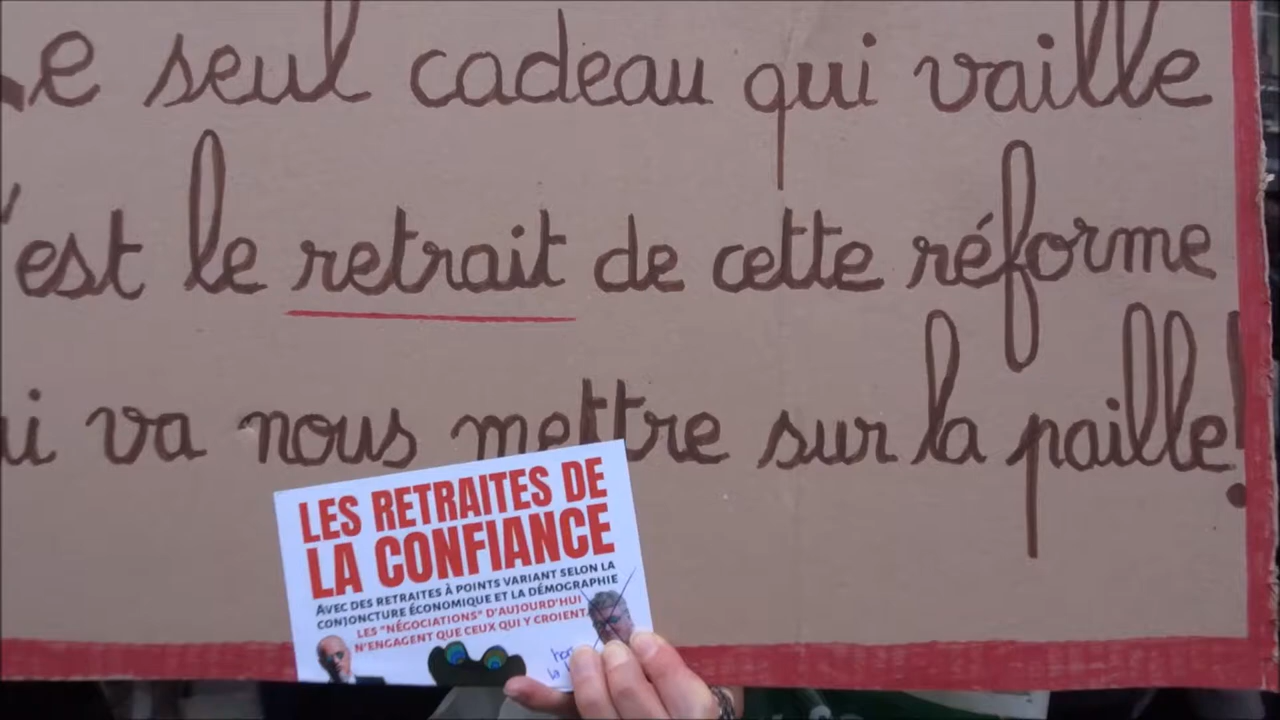 Le seul cadeau qui vaille
c'est le retrait de cette réforme
qui va nous mettre sur la paille!
LES RETRAITES DE
LA CONFIANCE
AVEC DES RETRAITES À POINTS VARIANT SELON LA
CONJONCTURE ÉCONOMIQUE ET LA DÉMOGRAPHIE
LES "NÉGOCIATIONS" D'AUJOURD'HUI
N'ENGAGENT QUE CEUX QUI Y CROIENT